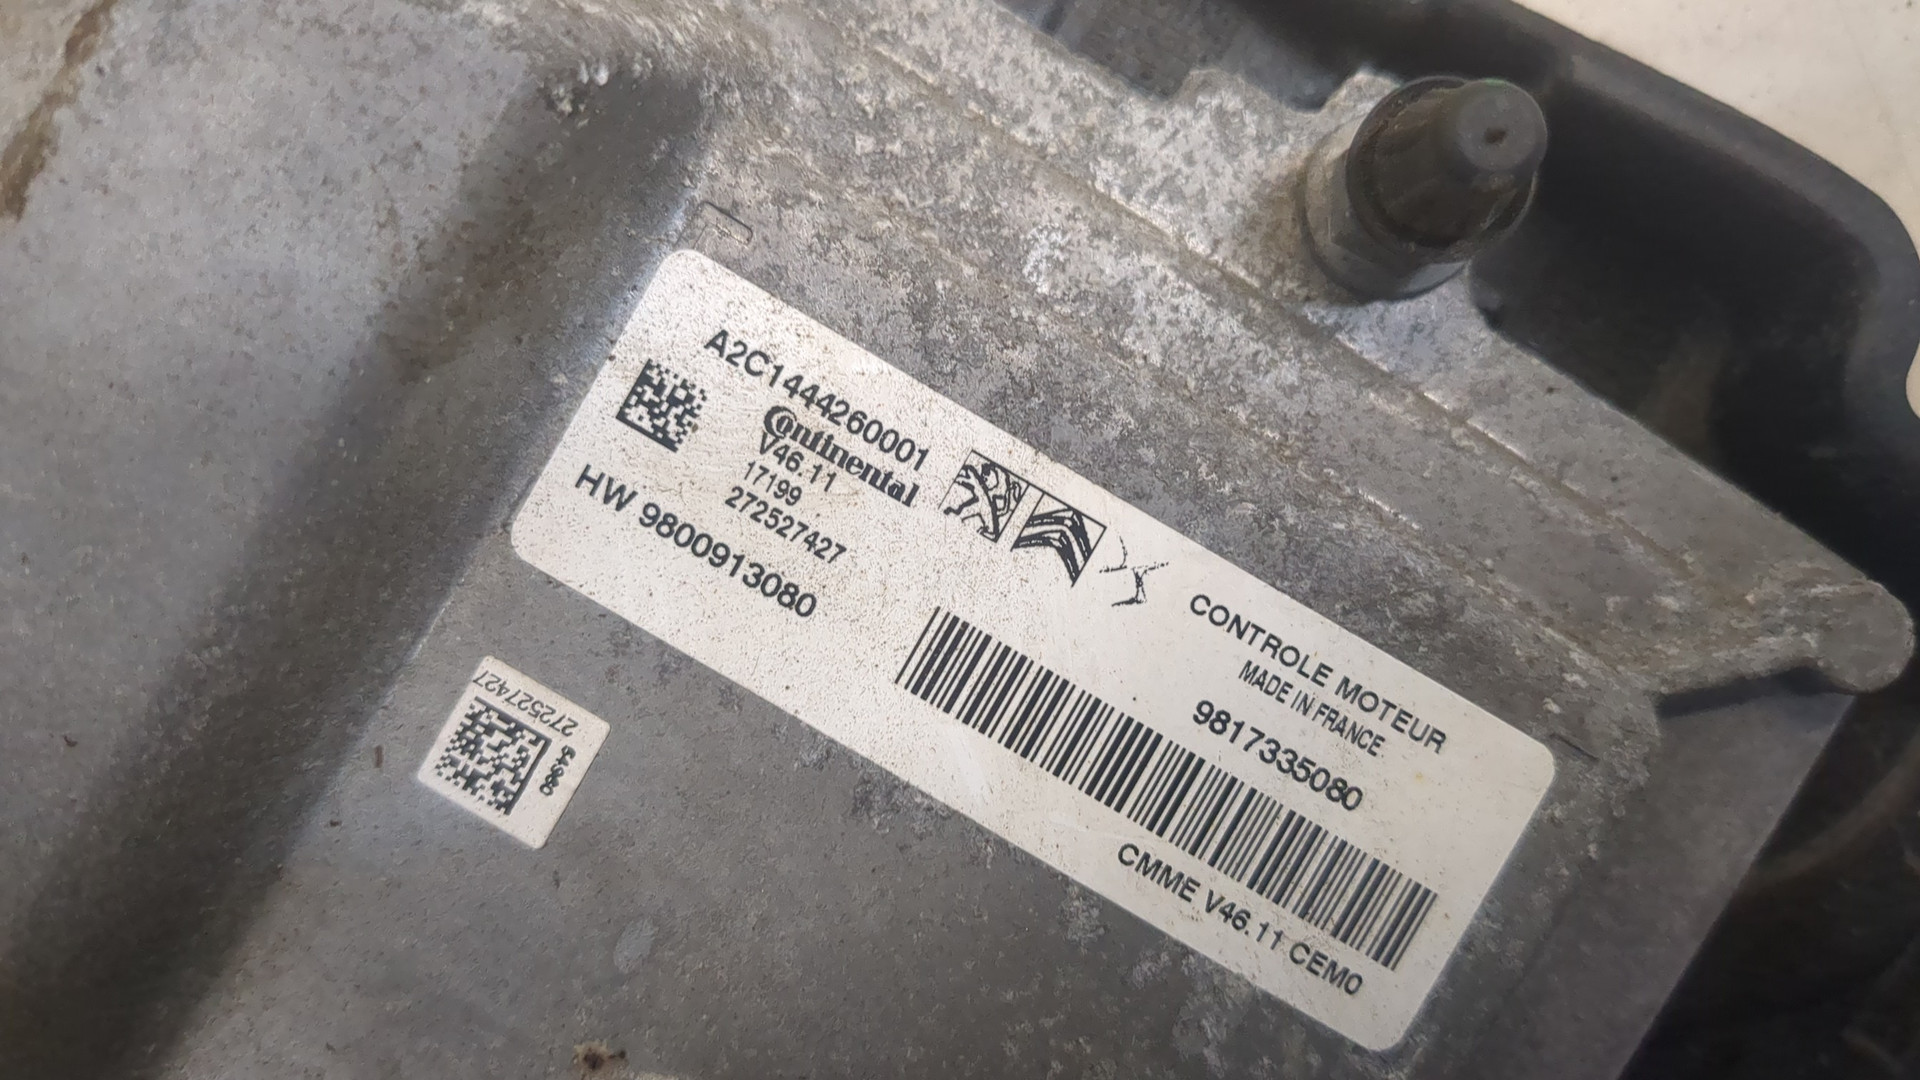 A2C1444260001
Continental
V46.11
17199
272527427
HW 9800913080
CONTROLE MOTEUR
MADE IN FRANCE
9817335080
CMME V46.11 CEM0
272527427